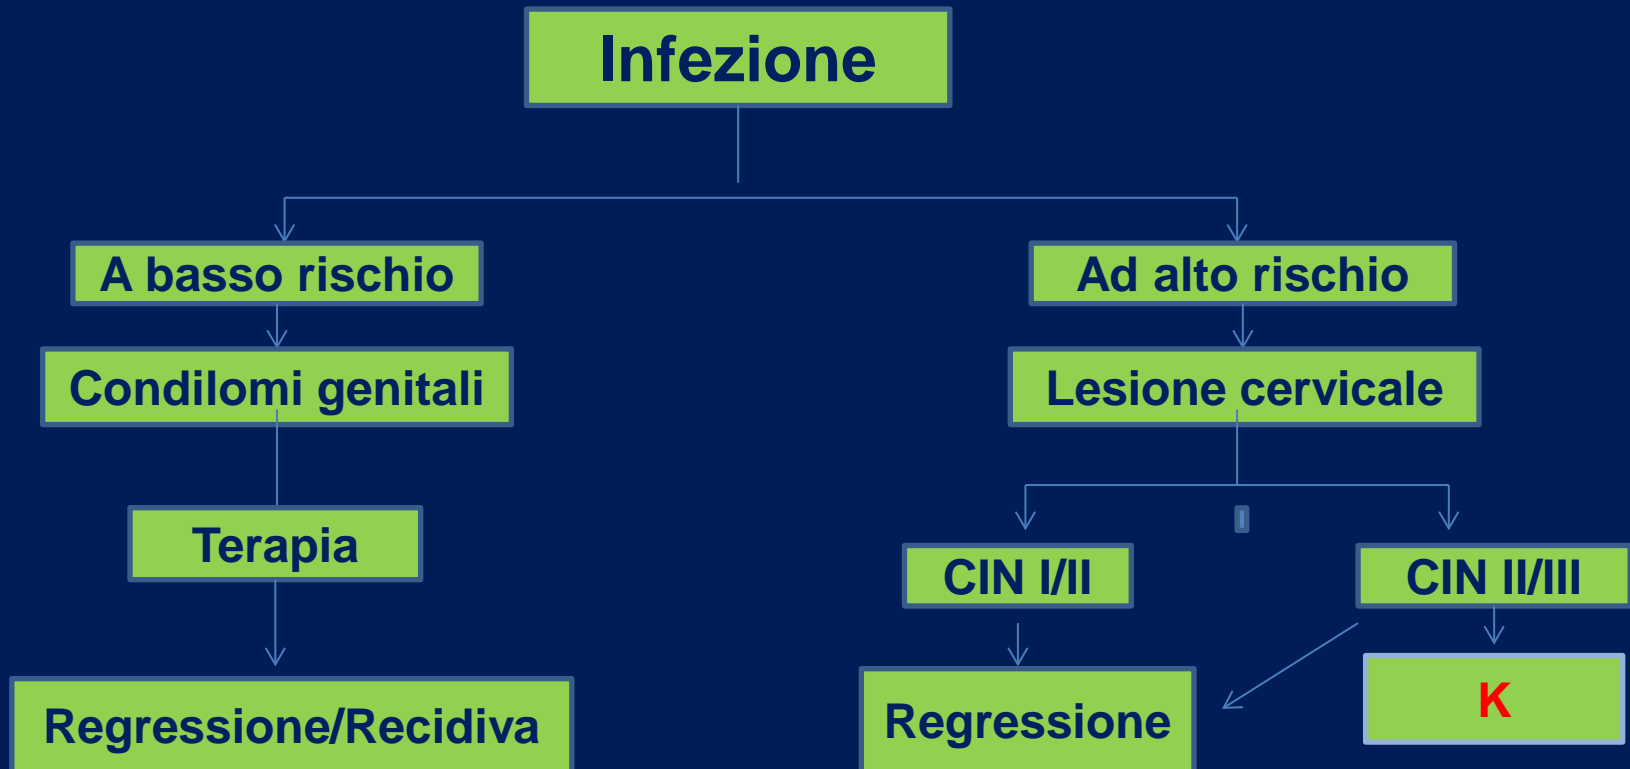 Infezione
A basso rischio
Ad alto rischio
Condilomi genitali
Lesione cervicale
Terapia
CIN I/II
CIN II/III
Regressione/Recidiva
Regressione
K